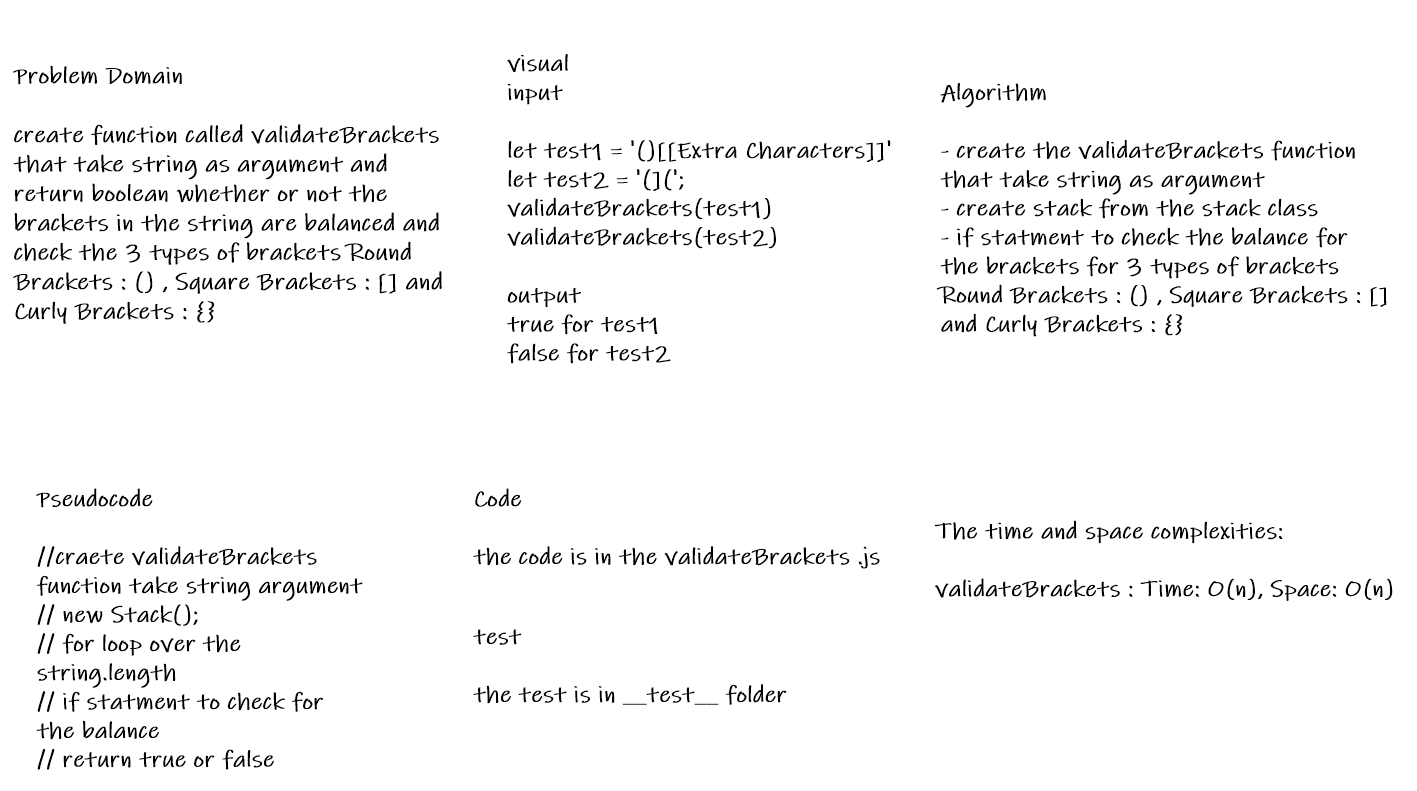 Problem Domain
create function called validateBrackets
that take string as argument and
return boolean whether or not the
brackets in the string are balanced and
check the 3 types of brackets Round
Brackets : () , Square Brackets : [] and
Curly Brackets : {}
visual
input
let test1 = '()[[Extra Characters]]'
let test2 = '(](';
validateBrackets(test1)
validateBrackets(test2)
output
true for test1
false for test2
Algorithm
- create the validateBrackets function
that take string as argument
- create stack from the stack class
- if statment to check the balance for
the brackets for 3 types of brackets
Round Brackets : () , Square Brackets : []
and Curly Brackets : {}
Pseudocode
//craete validateBrackets
function take string argument
// new Stack();
// for loop over the
string.length
// if statment to check for
the balance
// return true or false
Code
the code is in the validateBrackets .js
test
the test is in __test__ folder
The time and space complexities:
validateBrackets : Time: O(n), Space: O(n)